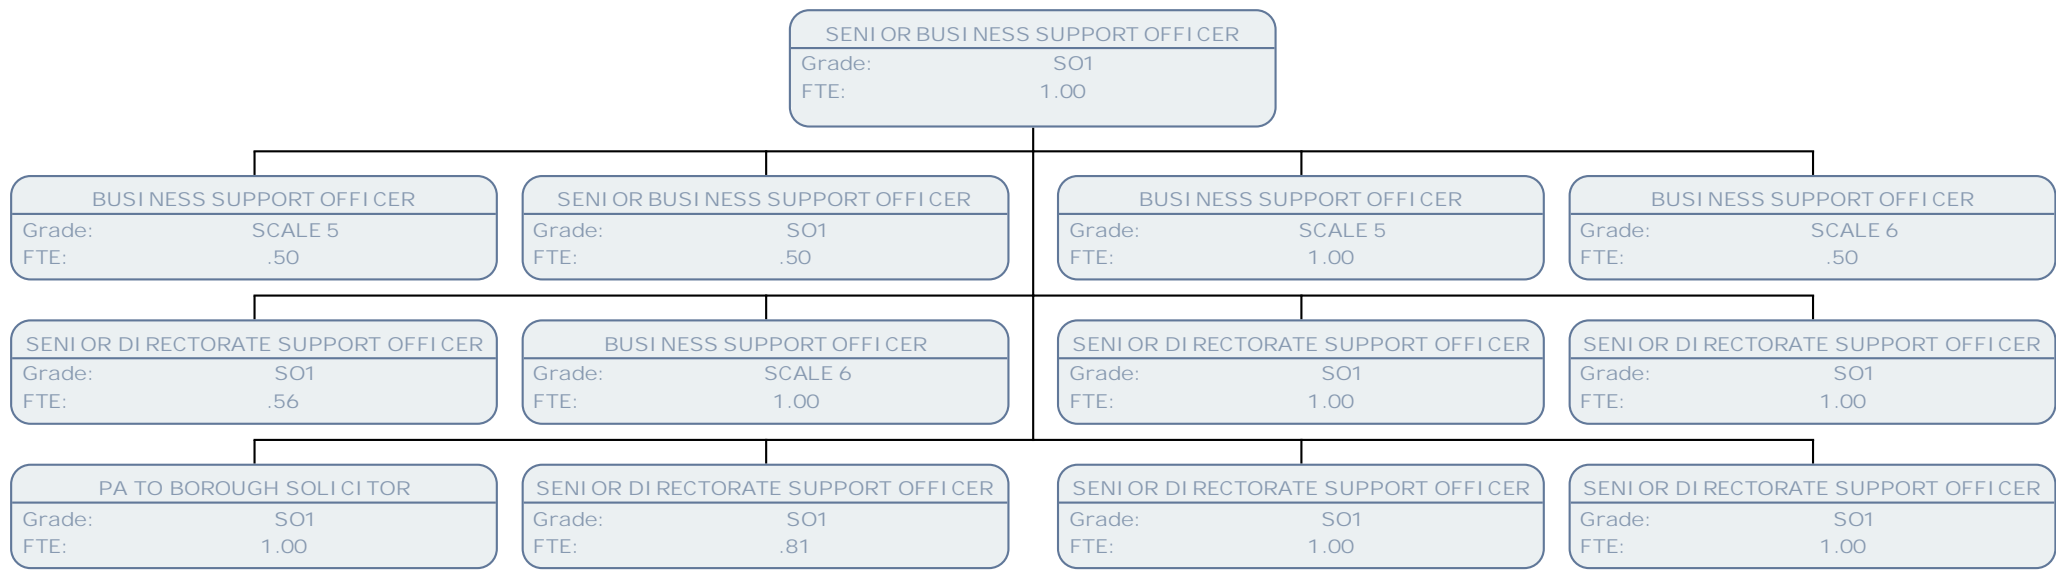 SENIOR BUSINESS SUPPORT OFFICER
Grade: SO1
FTE: 1.00
BUSINESS SUPPORT OFFICER
Grade: SCALE 5
FTE: .50
SENIOR BUSINESS SUPPORT OFFICER
Grade: SO1
FTE: .50
BUSINESS SUPPORT OFFICER
Grade: SCALE 5
FTE: 1.00
BUSINESS SUPPORT OFFICER
Grade: SCALE 6
FTE: .50
SENIOR DIRECTORATE SUPPORT OFFICER
Grade: SO1
FTE: .56
BUSINESS SUPPORT OFFICER
Grade: SCALE 6
FTE: 1.00
SENIOR DIRECTORATE SUPPORT OFFICER
Grade: SO1
FTE: 1.00
SENIOR DIRECTORATE SUPPORT OFFICER
Grade: SO1
FTE: 1.00
PA TO BOROUGH SOLICITOR
Grade: SO1
FTE: 1.00
SENIOR DIRECTORATE SUPPORT OFFICER
Grade: SO1
FTE: .81
SENIOR DIRECTORATE SUPPORT OFFICER
Grade: SO1
FTE: 1.00
SENIOR DIRECTORATE SUPPORT OFFICER
Grade: SO1
FTE: 1.00